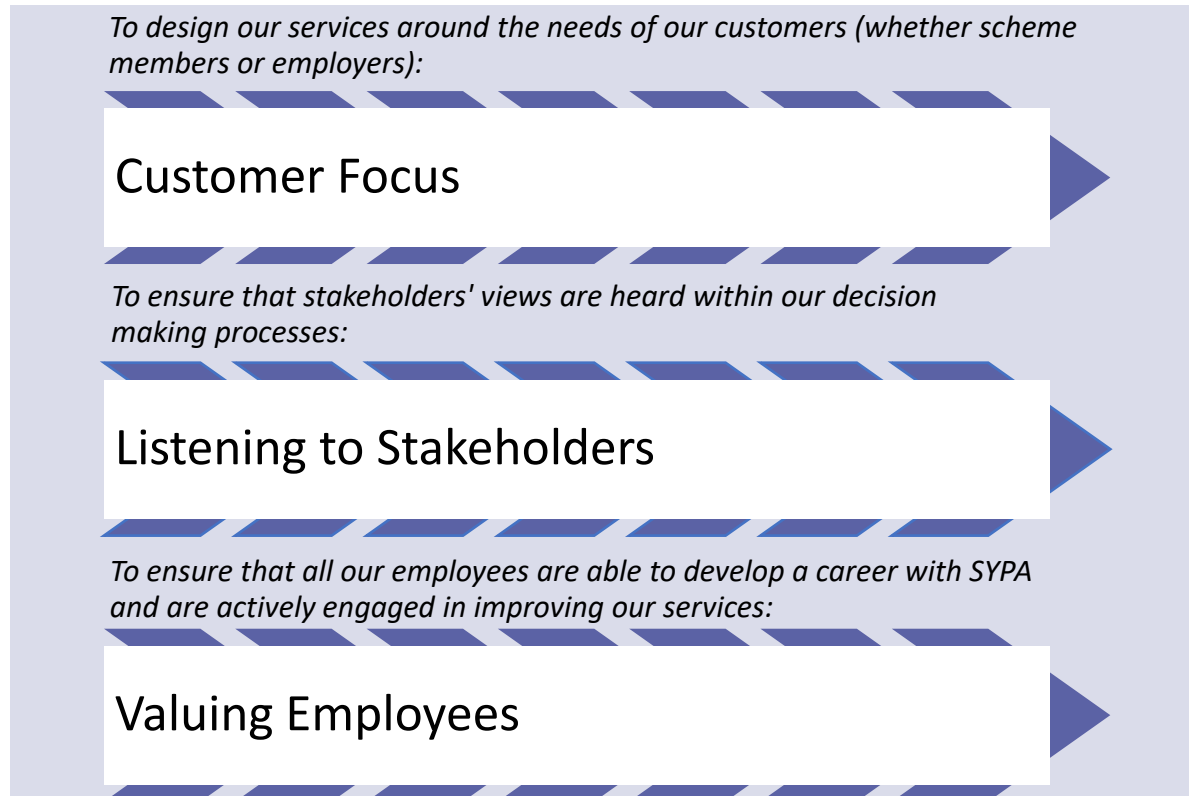 To design our services around the needs of our customers (whether scheme
members or employers):
Customer Focus
To ensure that stakeholders' views are heard within our decision
making processes:
Listening to Stakeholders
To ensure that all our employees are able to develop a career with SYPA
and are actively engaged in improving our services:
Valuing Employees